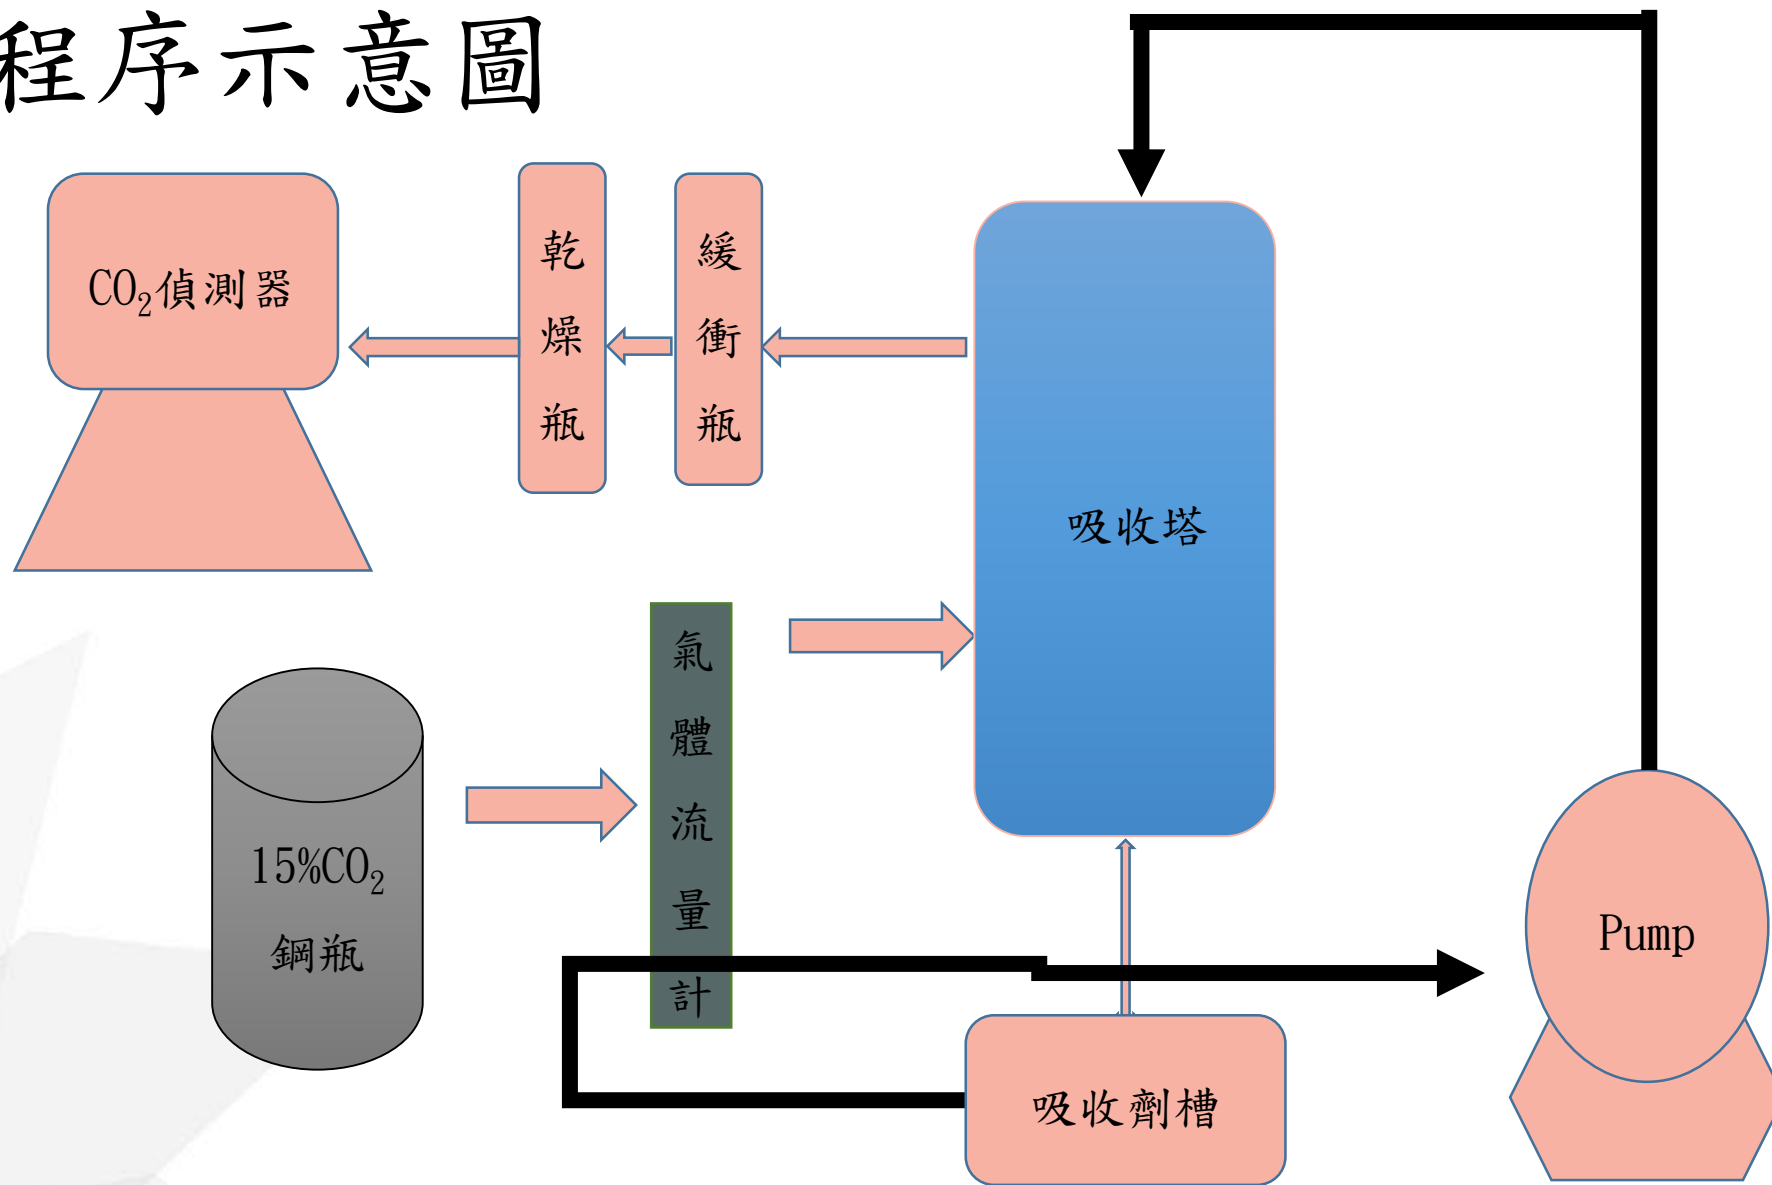 程序示意圖
CO₂偵測器
乾燥瓶
緩衝瓶
吸收塔
氣體流量計
15%CO₂
鋼瓶
Pump
吸收劑槽